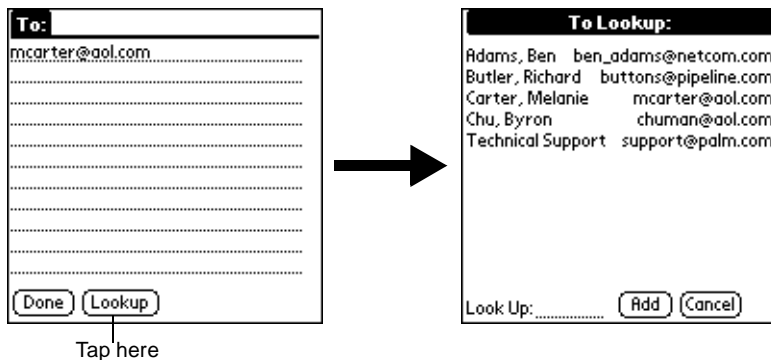 To:
mcarter@aol.com
Done
Lookup
Tap here
To Lookup:
Adams, Ben ben_adams@netcom.com
Butler, Richard buttons@pipeline.com
Carter, Melanie mcarter@aol.com
Chu, Byron chuman@aol.com
Technical Support support@palm.com
Look Up:
Add
Cancel